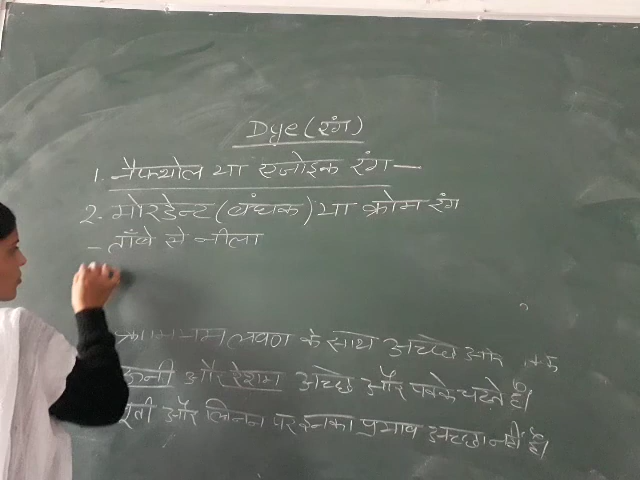 Dye (रंग)
1. नैफ्थोल या एजोइक रंग —
2. मोरडेन्ट (बंधक) या क्रोम रंग
- ताँबे से नीला
लवण के साथ अच्छे और
ऊनी और रेशम अच्छे और पक्के चढ़ते है।
सूती और लिनन पर इनका प्रभाव अच्छा नही है।